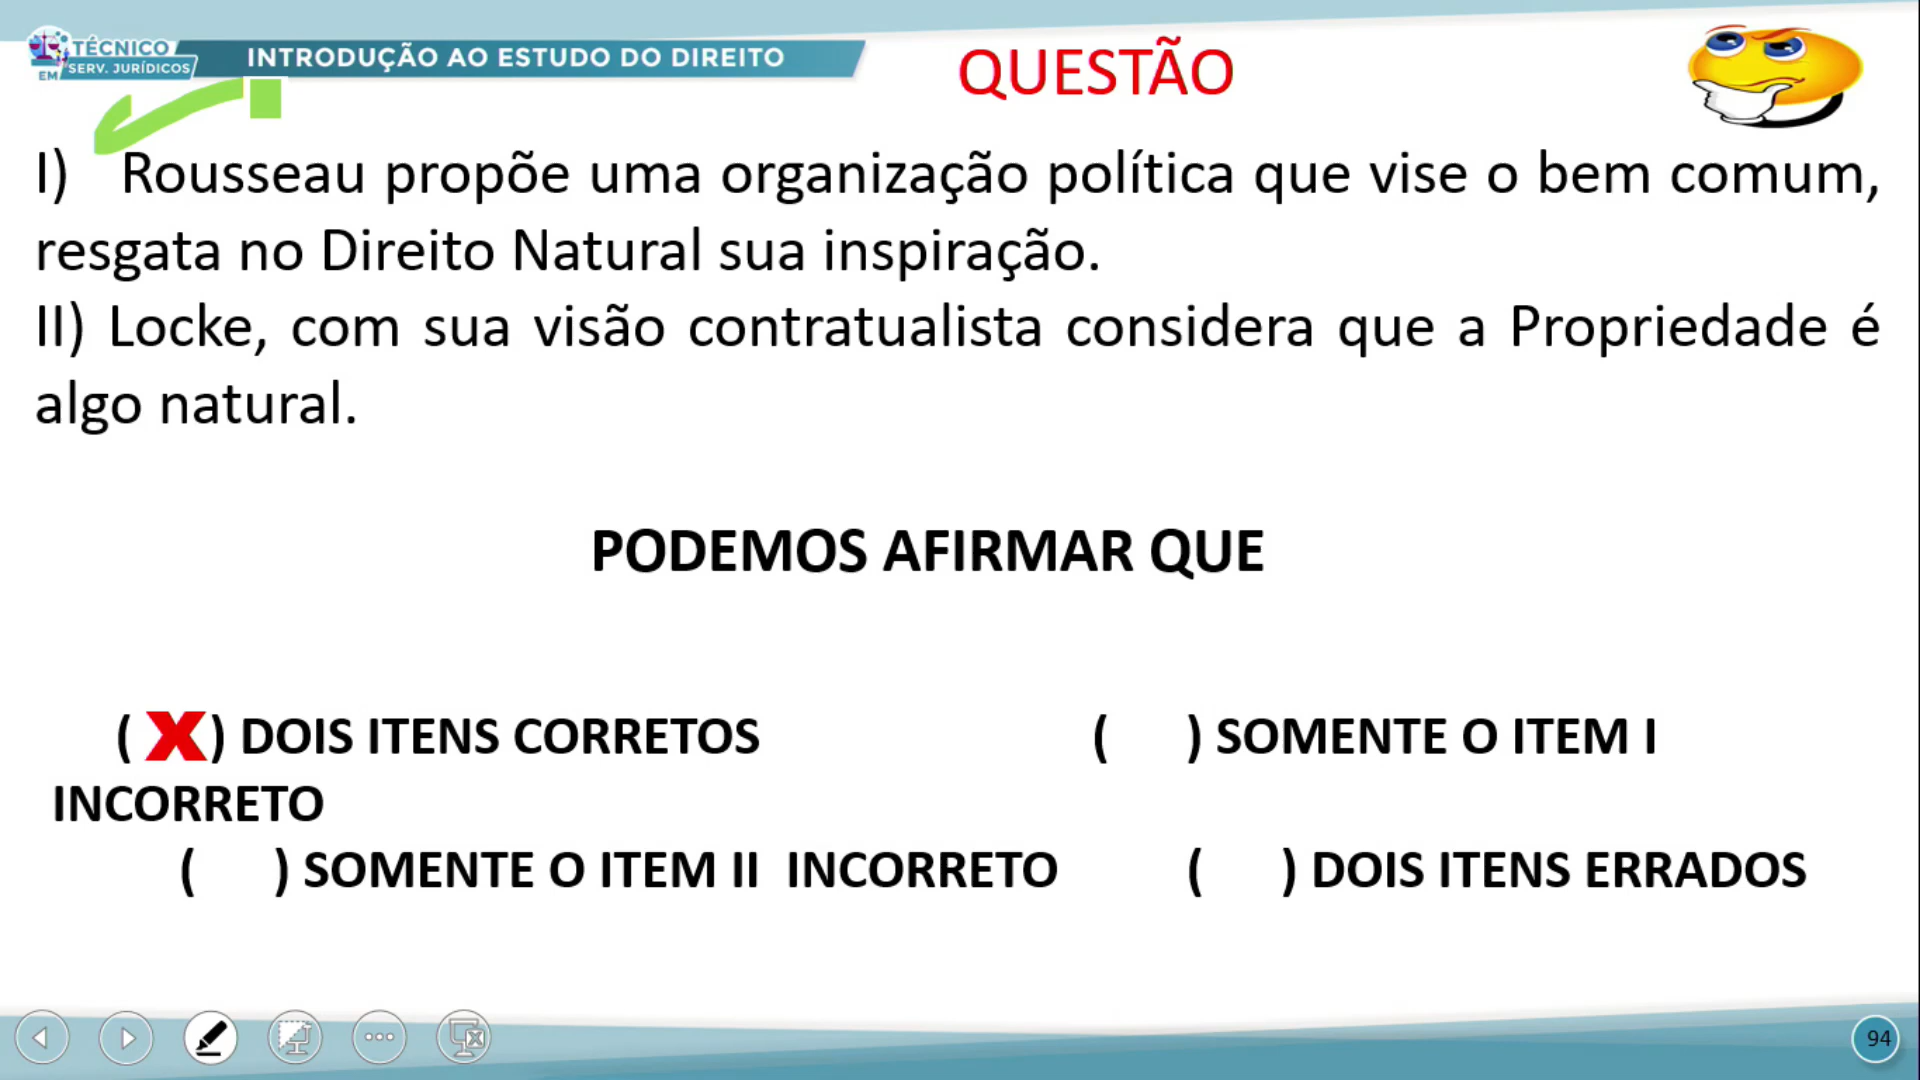 TÉCNICO
EM SERV. JURÍDICOS
INTRODUÇÃO AO ESTUDO DO DIREITO
QUESTÃO
I) Rousseau propõe uma organização política que vise o bem comum,
resgata no Direito Natural sua inspiração.
II) Locke, com sua visão contratualista considera que a Propriedade é
algo natural.
PODEMOS AFIRMAR QUE
( X ) DOIS ITENS CORRETOS ( ) SOMENTE O ITEM I
INCORRETO
( ) SOMENTE O ITEM II INCORRETO ( ) DOIS ITENS ERRADOS
94